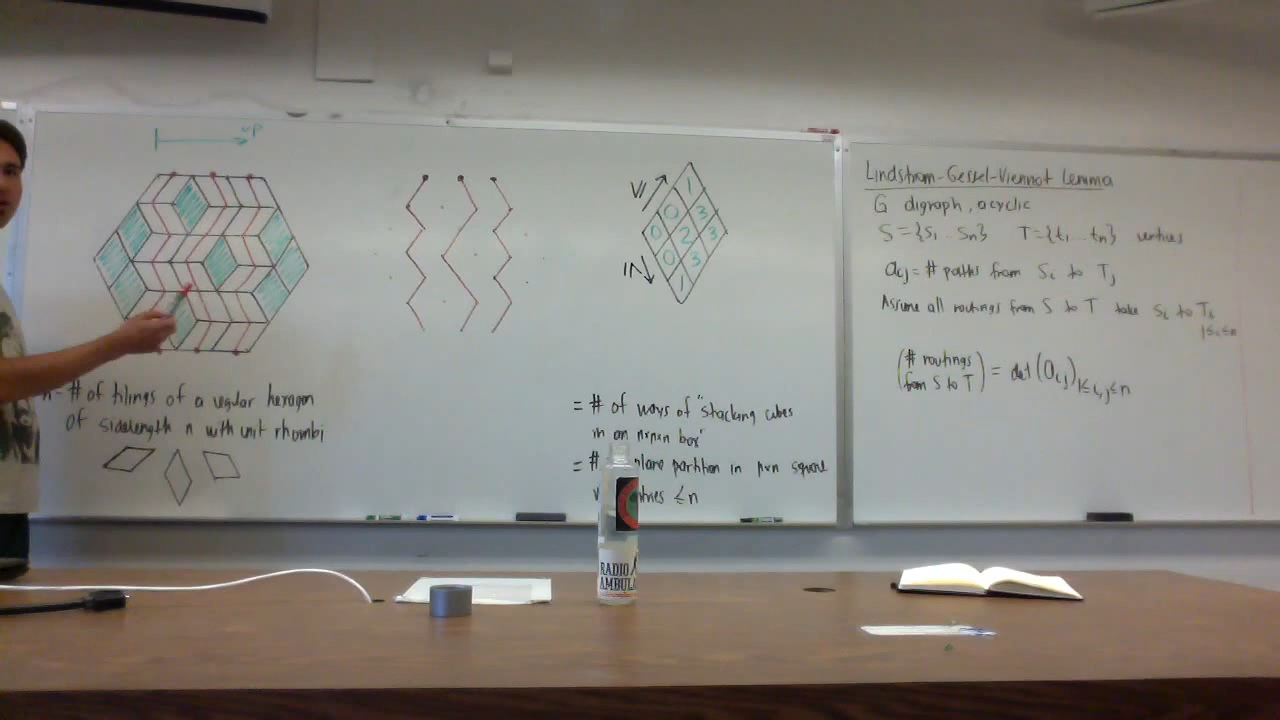 ≤
1
0 3
0 2 3
0 3
1
≤
# of tilings of a regular hexagon
of sidelength n with unit rhombi
= # of ways of "stacking cubes
in an nxnxn box"
= # plane partition in nxn square
≤n
Lindstrom-Gessel-Viennot Lemma
G digraph, acyclic
S={s₁...sₙ} T={t₁...tₙ} vertices
aᵢⱼ = # paths from Sᵢ to Tⱼ
Assume all routings from S to T take Sᵢ to Tᵢ
1≤i≤n
(# routings
from S to T) = det(aᵢⱼ)1≤i,j≤n
RADIO